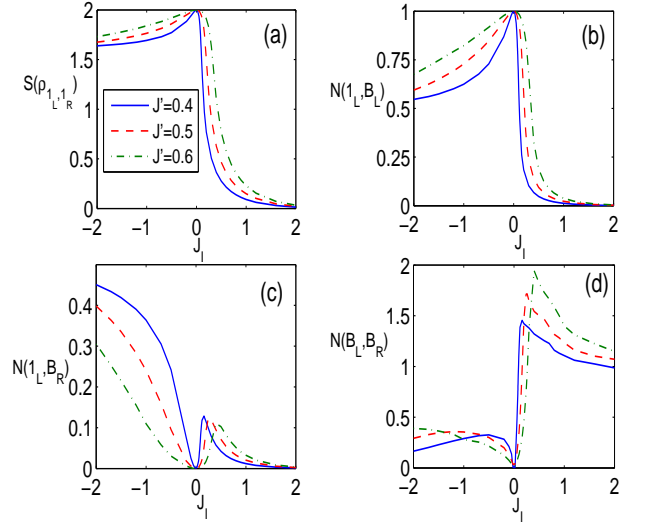 (a)
S(ρ1L,1R)
2
1.5
1
0.5
0
−2 −1 0 1 2
JI
J'=0.4
J'=0.5
J'=0.6
(b)
N(1L,BL)
1
0.75
0.5
0.25
0
−2 −1 0 1 2
JI
(c)
N(1L,BR)
0.4
0.3
0.2
0.1
0
−2 −1 0 1 2
JI
(d)
N(BL,BR)
2
1.5
1
0.5
0
−2 −1 0 1 2
JI